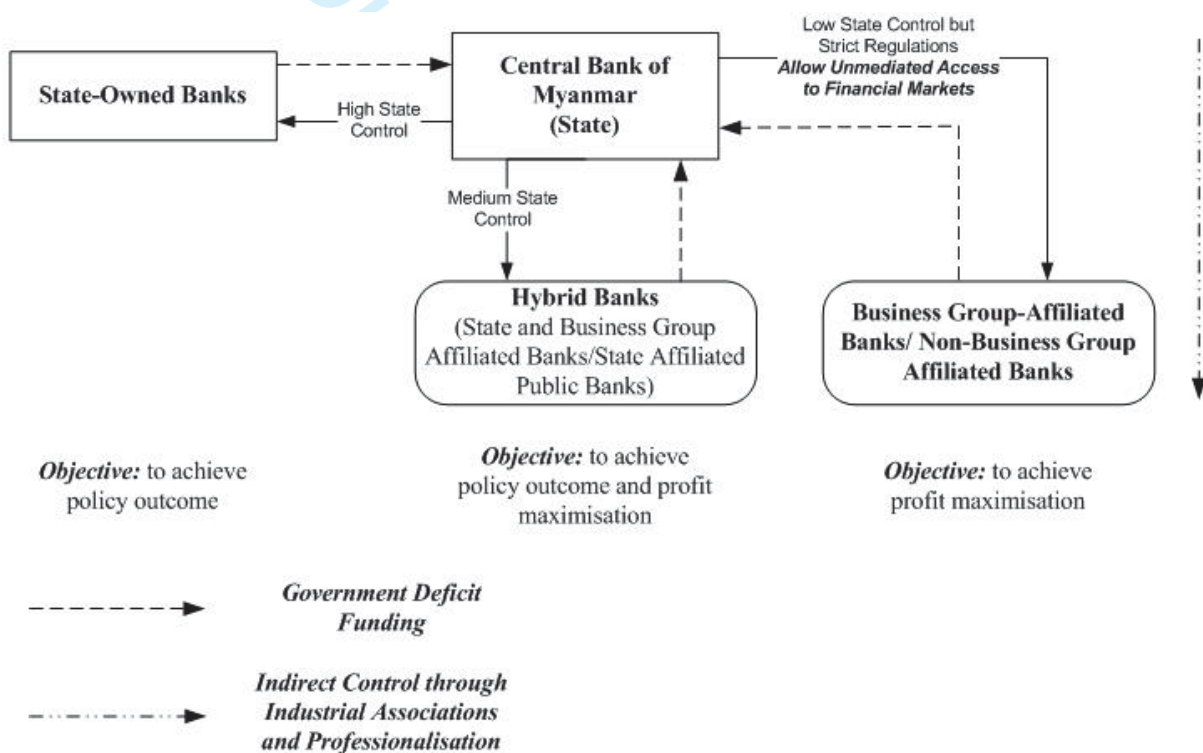 State-Owned Banks
High State
Control
Central Bank of
Myanmar
(State)
Low State Control but
Strict Regulations
Allow Unmediated Access
to Financial Markets
Medium State
Control
Hybrid Banks
(State and Business Group
Affiliated Banks/State Affiliated
Public Banks)
Business Group-Affiliated
Banks/ Non-Business Group
Affiliated Banks
Objective: to achieve
policy outcome
Objective: to achieve
policy outcome and profit
maximisation
Objective: to achieve
profit maximisation
Government Deficit
Funding
Indirect Control through
Industrial Associations
and Professionalisation